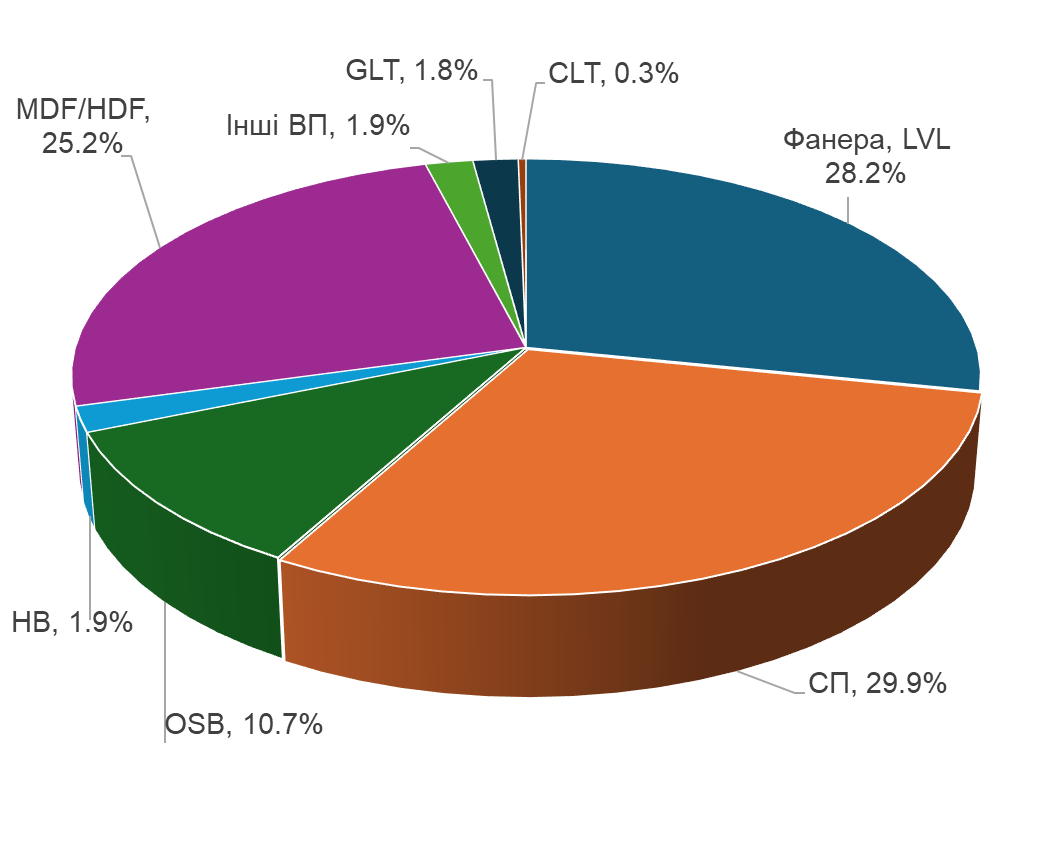 GLT, 1.8%
CLT, 0.3%
MDF/HDF,
25.2%
Інші ВП, 1.9%
Фанера, LVL
28.2%
HB, 1.9%
СП, 29.9%
OSB, 10.7%